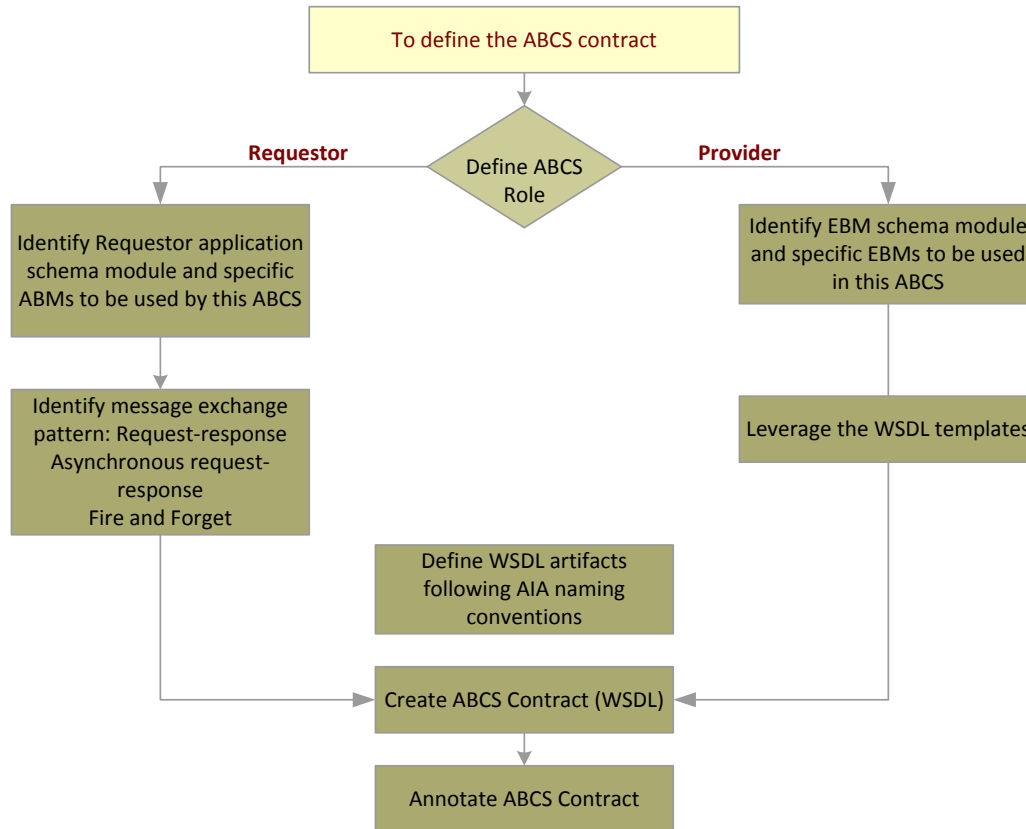 To define the ABCS contract
Requestor
Provider
Define ABCS
Role
Identify Requestor application
schema module and specific
ABMs to be used by this ABCS
Identify EBM schema module
and specific EBMs to be used
in this ABCS
Identify message exchange
pattern: Request-response
Asynchronous request-
response
Fire and Forget
Leverage the WSDL templates
Define WSDL artifacts
following AIA naming
conventions
Create ABCS Contract (WSDL)
Annotate ABCS Contract